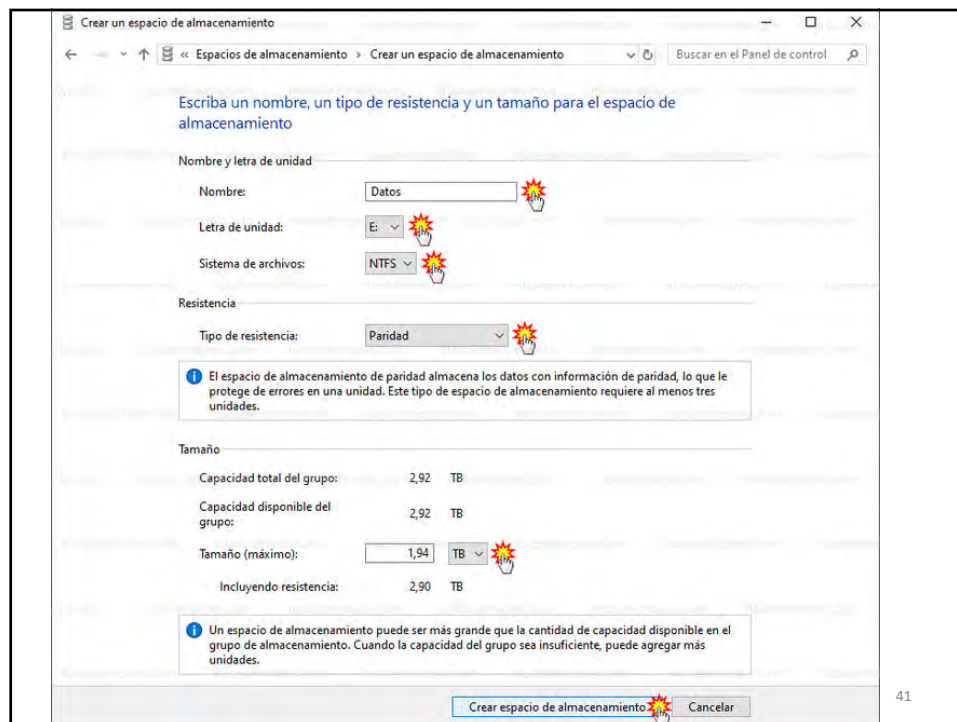 Crear un espacio de almacenamiento
« Espacios de almacenamiento > Crear un espacio de almacenamiento
Buscar en el Panel de control
Escriba un nombre, un tipo de resistencia y un tamaño para el espacio de
almacenamiento
Nombre y letra de unidad
Nombre: Datos
Letra de unidad: E:
Sistema de archivos: NTFS
Resistencia
Tipo de resistencia: Paridad
El espacio de almacenamiento de paridad almacena los datos con información de paridad, lo que le
protege de errores en una unidad. Este tipo de espacio de almacenamiento requiere al menos tres
unidades.
Tamaño
Capacidad total del grupo: 2,92 TB
Capacidad disponible del
grupo: 2,92 TB
Tamaño (máximo): 1,94 TB
Incluyendo resistencia: 2,90 TB
Un espacio de almacenamiento puede ser más grande que la cantidad de capacidad disponible en el
grupo de almacenamiento. Cuando la capacidad del grupo sea insuficiente, puede agregar más
unidades.
Crear espacio de almacenamiento Cancelar
41